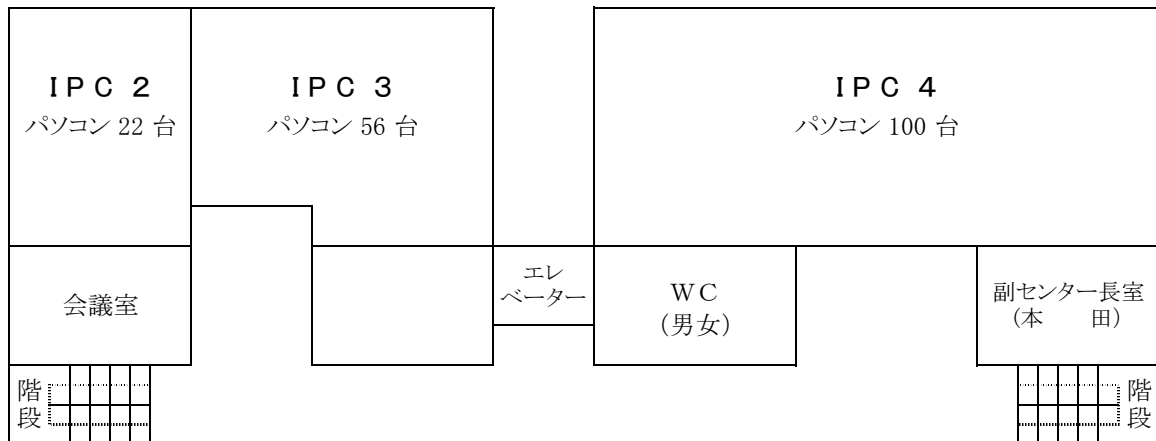 IPC 2
パソコン 22 台
IPC 3
パソコン 56 台
IPC 4
パソコン 100 台
会議室
エレ
ベーター
WC
(男女)
副センター長室
(本　　田)
階
段
階
段